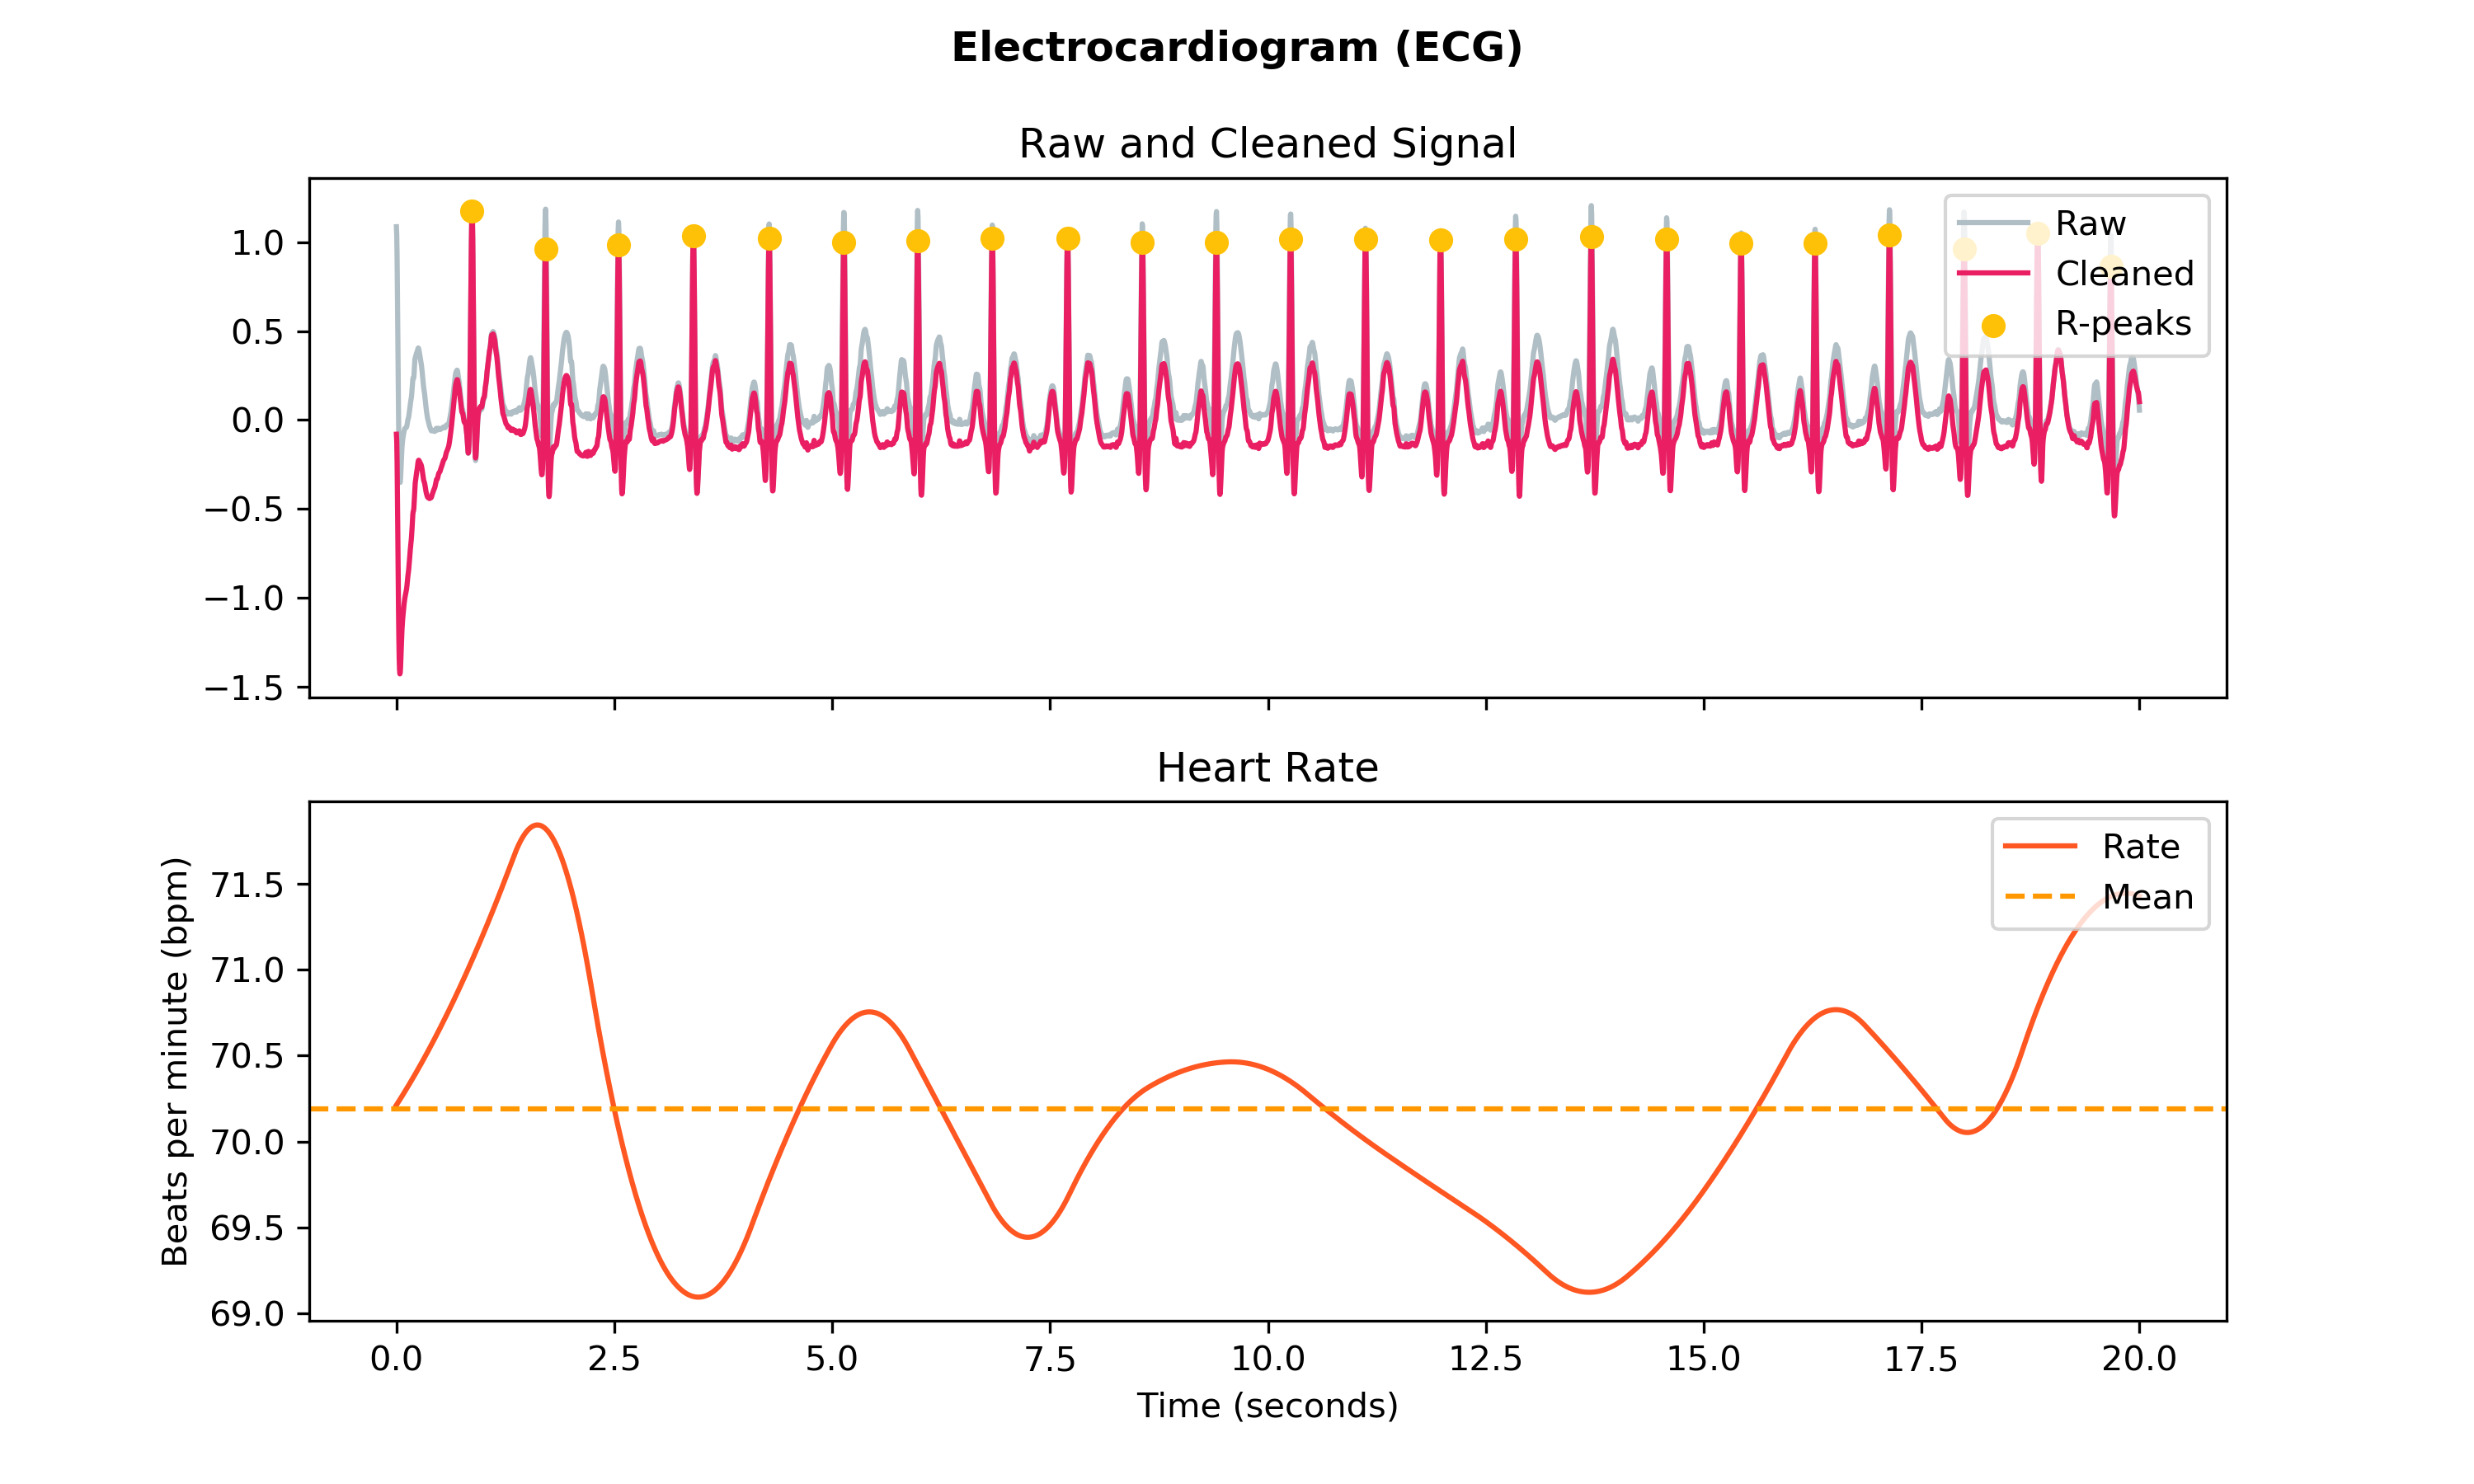 Electrocardiogram (ECG)
Raw and Cleaned Signal
1.0
0.5
0.0
−0.5
−1.0
−1.5
Raw
Cleaned
R-peaks
Heart Rate
Beats per minute (bpm)
71.5
71.0
70.5
70.0
69.5
69.0
Rate
Mean
0.0 2.5 5.0 7.5 10.0 12.5 15.0 17.5 20.0
Time (seconds)